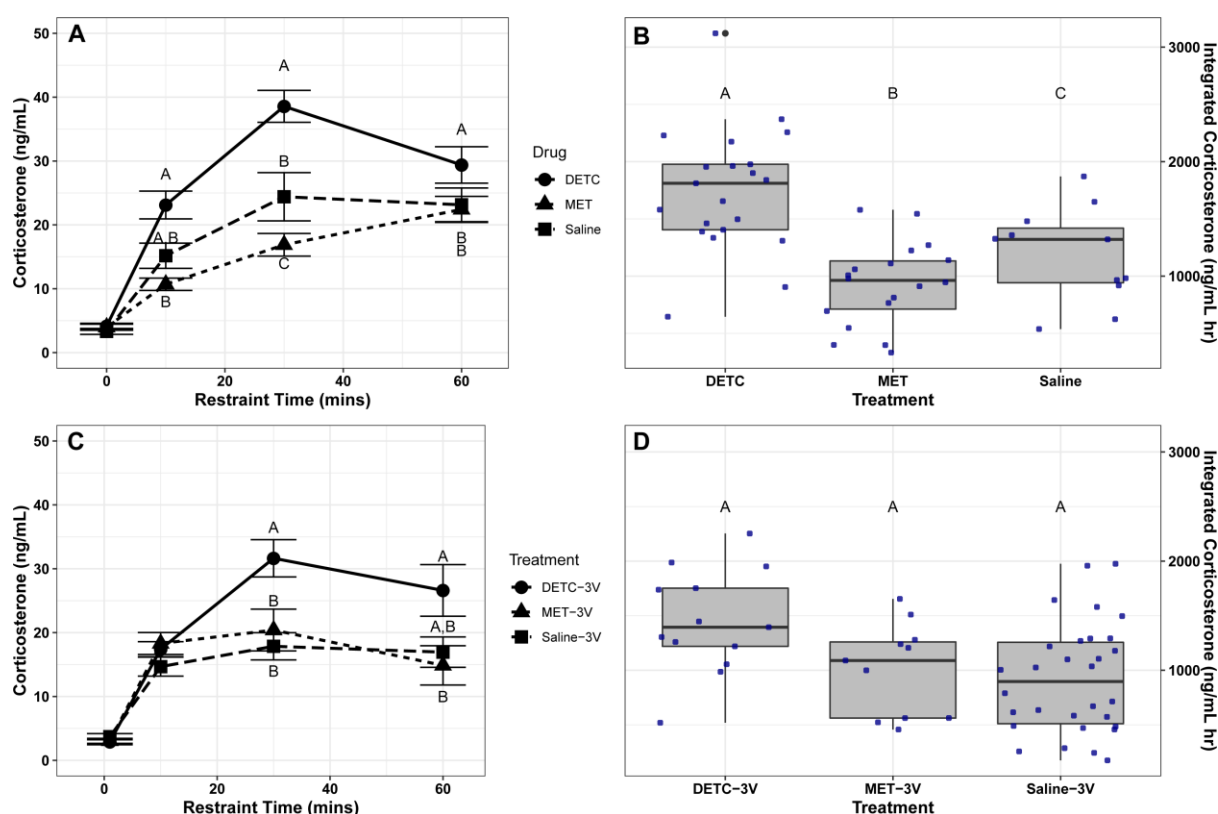 A
Corticosterone (ng/mL)
50
40
30
20
10
0
A
A
A
A,B
B
B
C
B
B
0
20
40
60
Restraint Time (mins)
Drug
DETC
MET
Saline
B
A
B
C
3000
2000
1000
Integrated Corticosterone (ng/mL hr)
DETC
MET
Saline
Treatment
C
Corticosterone (ng/mL)
50
40
30
20
10
0
A
A
B
B
A,B
B
0
20
40
60
Restraint Time (mins)
Treatment
DETC−3V
MET−3V
Saline−3V
D
A
A
A
3000
2000
1000
Integrated Corticosterone (ng/mL hr)
DETC−3V
MET−3V
Saline−3V
Treatment